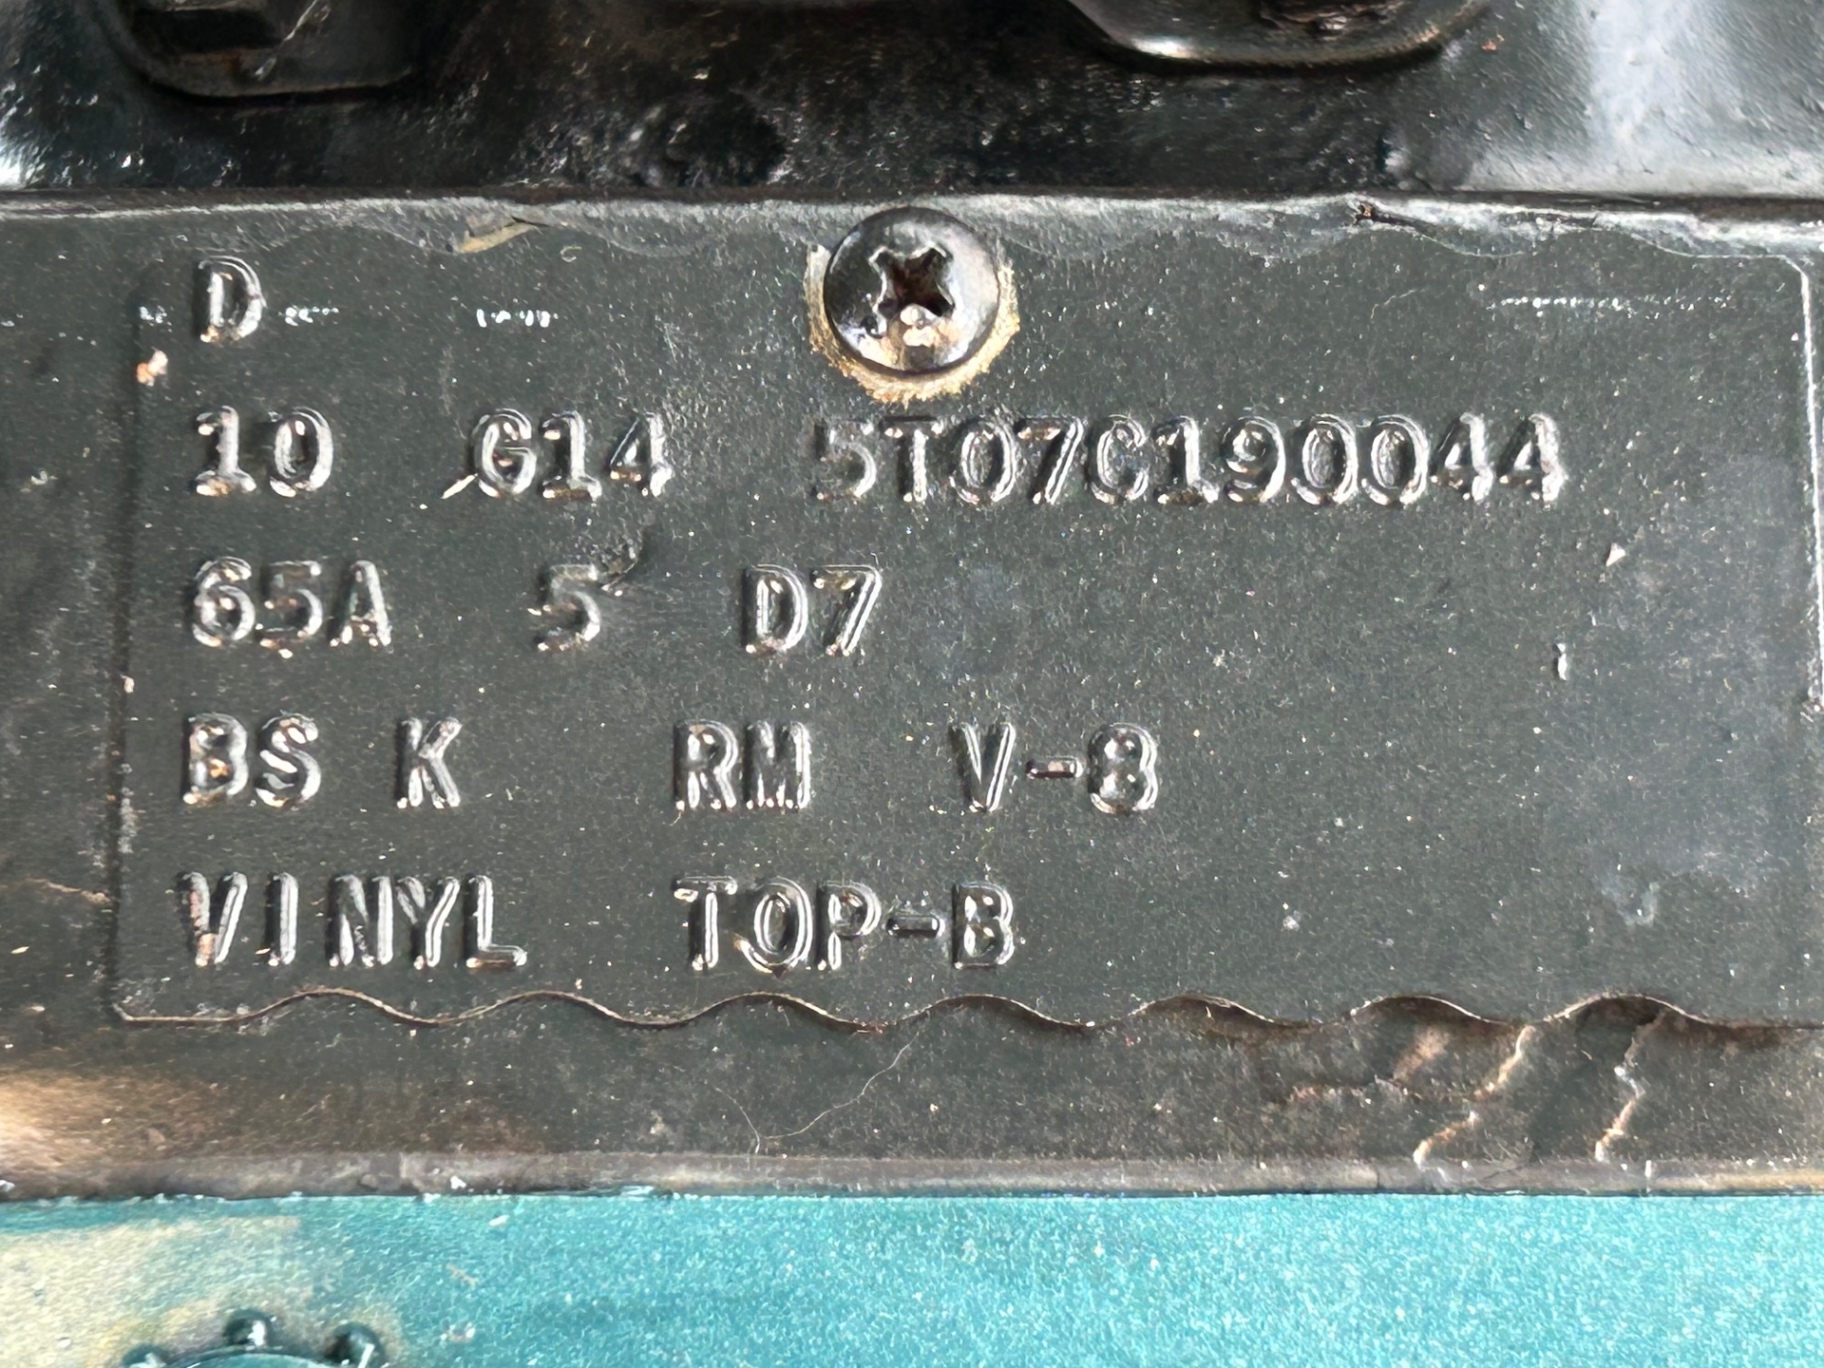 D
10 G14 5T07C190044
65A 5 D7
BS K RM V-8
VINYL TOP-B